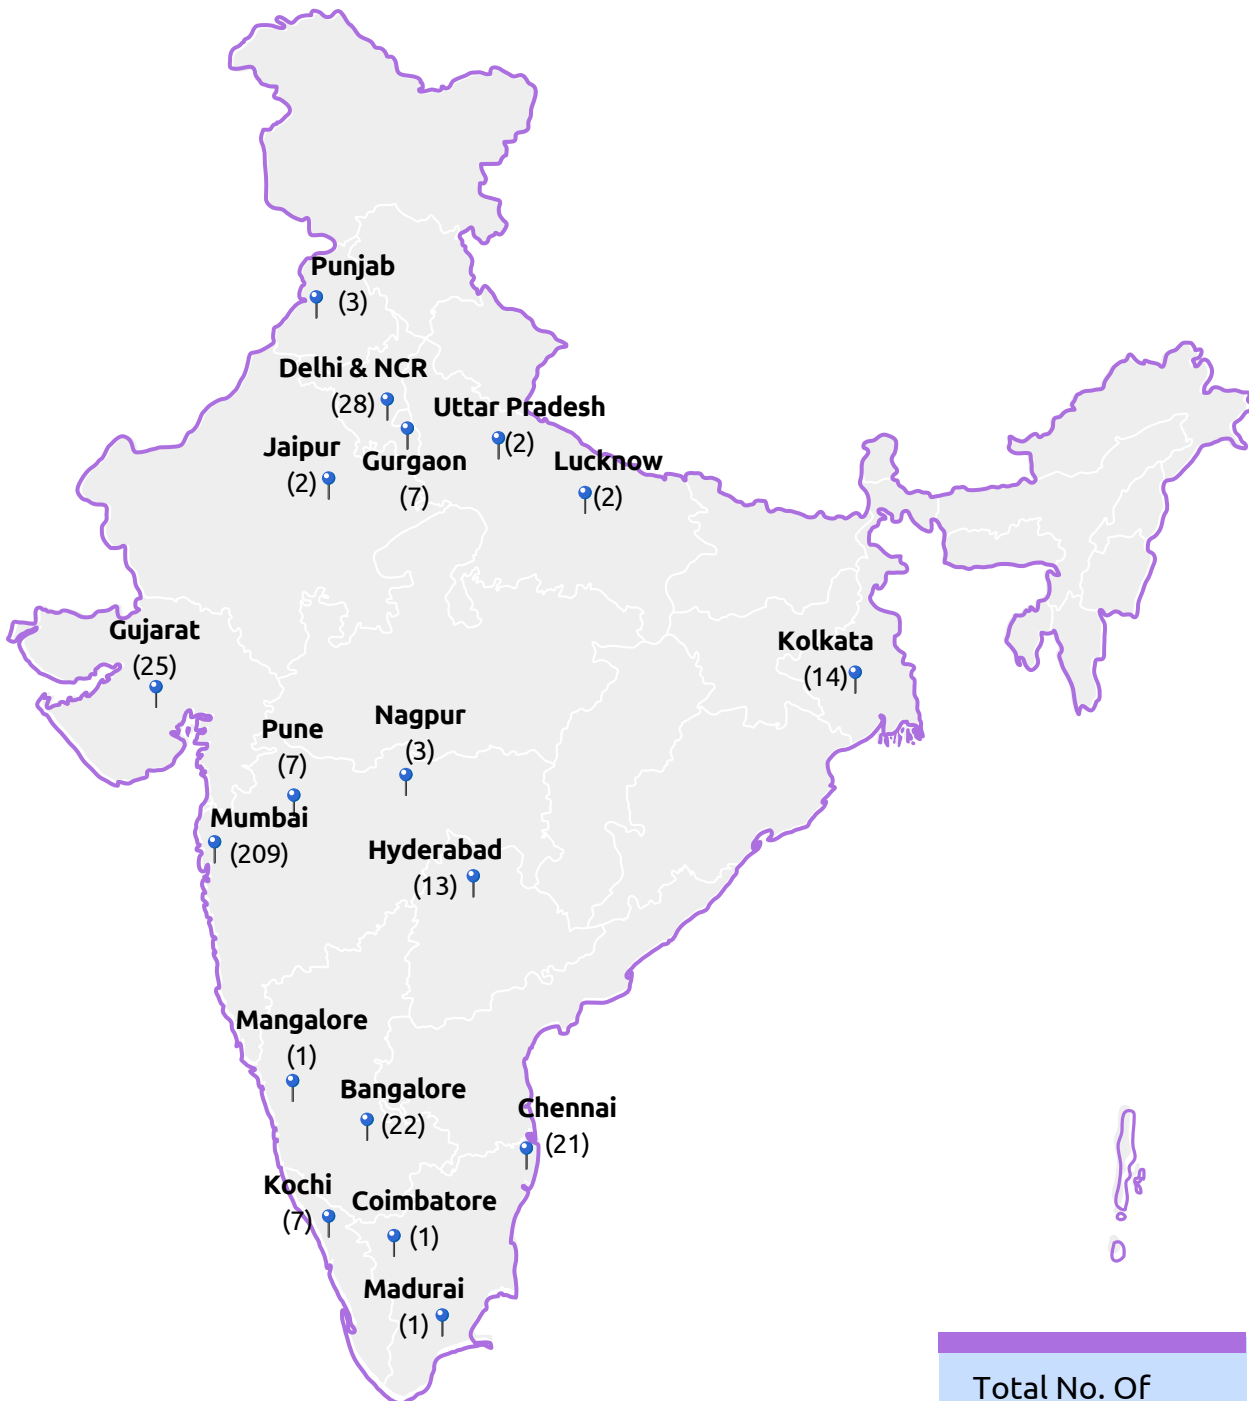 Punjab
(3)
Delhi & NCR
(28)
Uttar Pradesh
(2)
Jaipur
(2)
Gurgaon
(7)
Lucknow
(2)
Gujarat
(25)
Kolkata
(14)
Pune
(7)
Nagpur
(3)
Mumbai
(209)
Hyderabad
(13)
Mangalore
(1)
Bangalore
(22)
Chennai
(21)
Kochi
(7)
Coimbatore
(1)
Madurai
(1)
Total No. Of